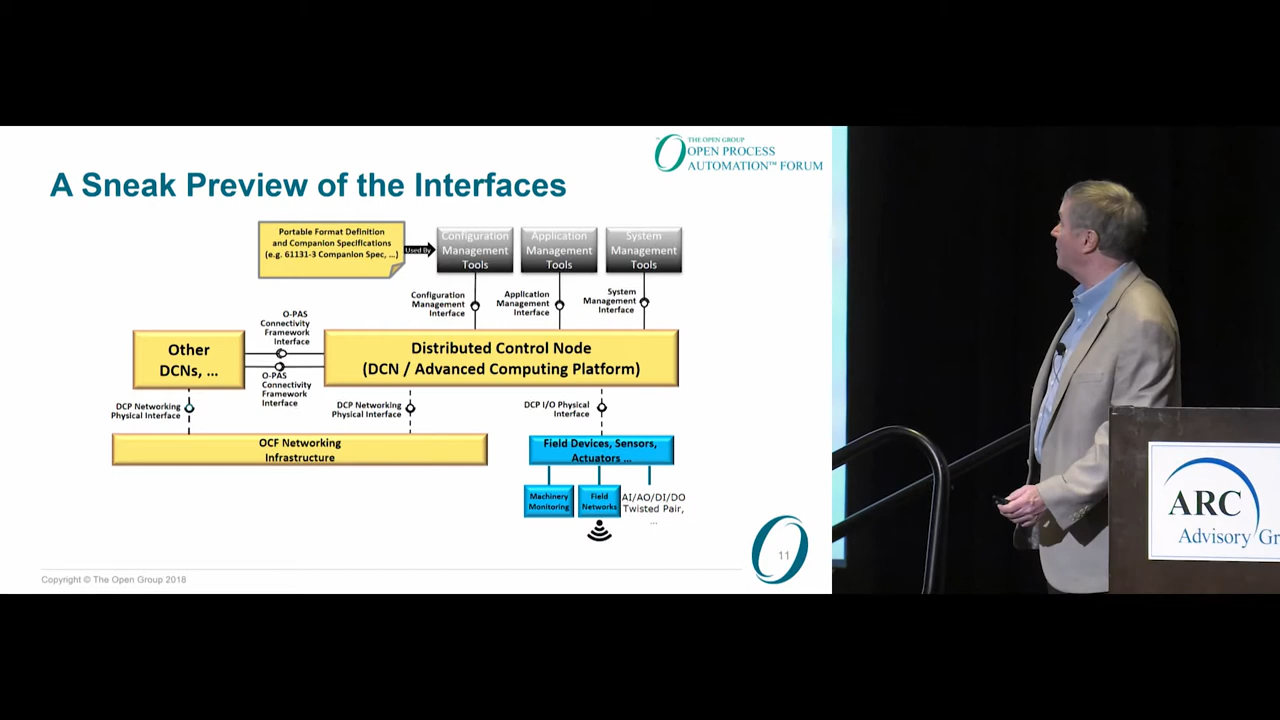 THE OPEN GROUP
OPEN PROCESS
AUTOMATION™ FORUM
A Sneak Preview of the Interfaces
Portable Format Definition
and Companion Specifications
(e.g. 61131-3 Companion Spec, ...)
Used By
Configuration
Management
Tools
Application
Management
Tools
System
Management
Tools
Configuration
Management
Interface
Application
Management
Interface
System
Management
Interface
O-PAS
Connectivity
Framework
Interface
Other
DCNs, ...
Distributed Control Node
(DCN / Advanced Computing Platform)
O-PAS
Connectivity
Framework
Interface
DCP Networking
Physical Interface
DCP Networking
Physical Interface
DCP I/O Physical
Interface
OCF Networking
Infrastructure
Field Devices, Sensors,
Actuators ...
Machinery
Monitoring
Field
Networks
AI/AO/DI/DO
Twisted Pair,
...
11
Copyright © The Open Group 2018
ARC
Advisory Gr